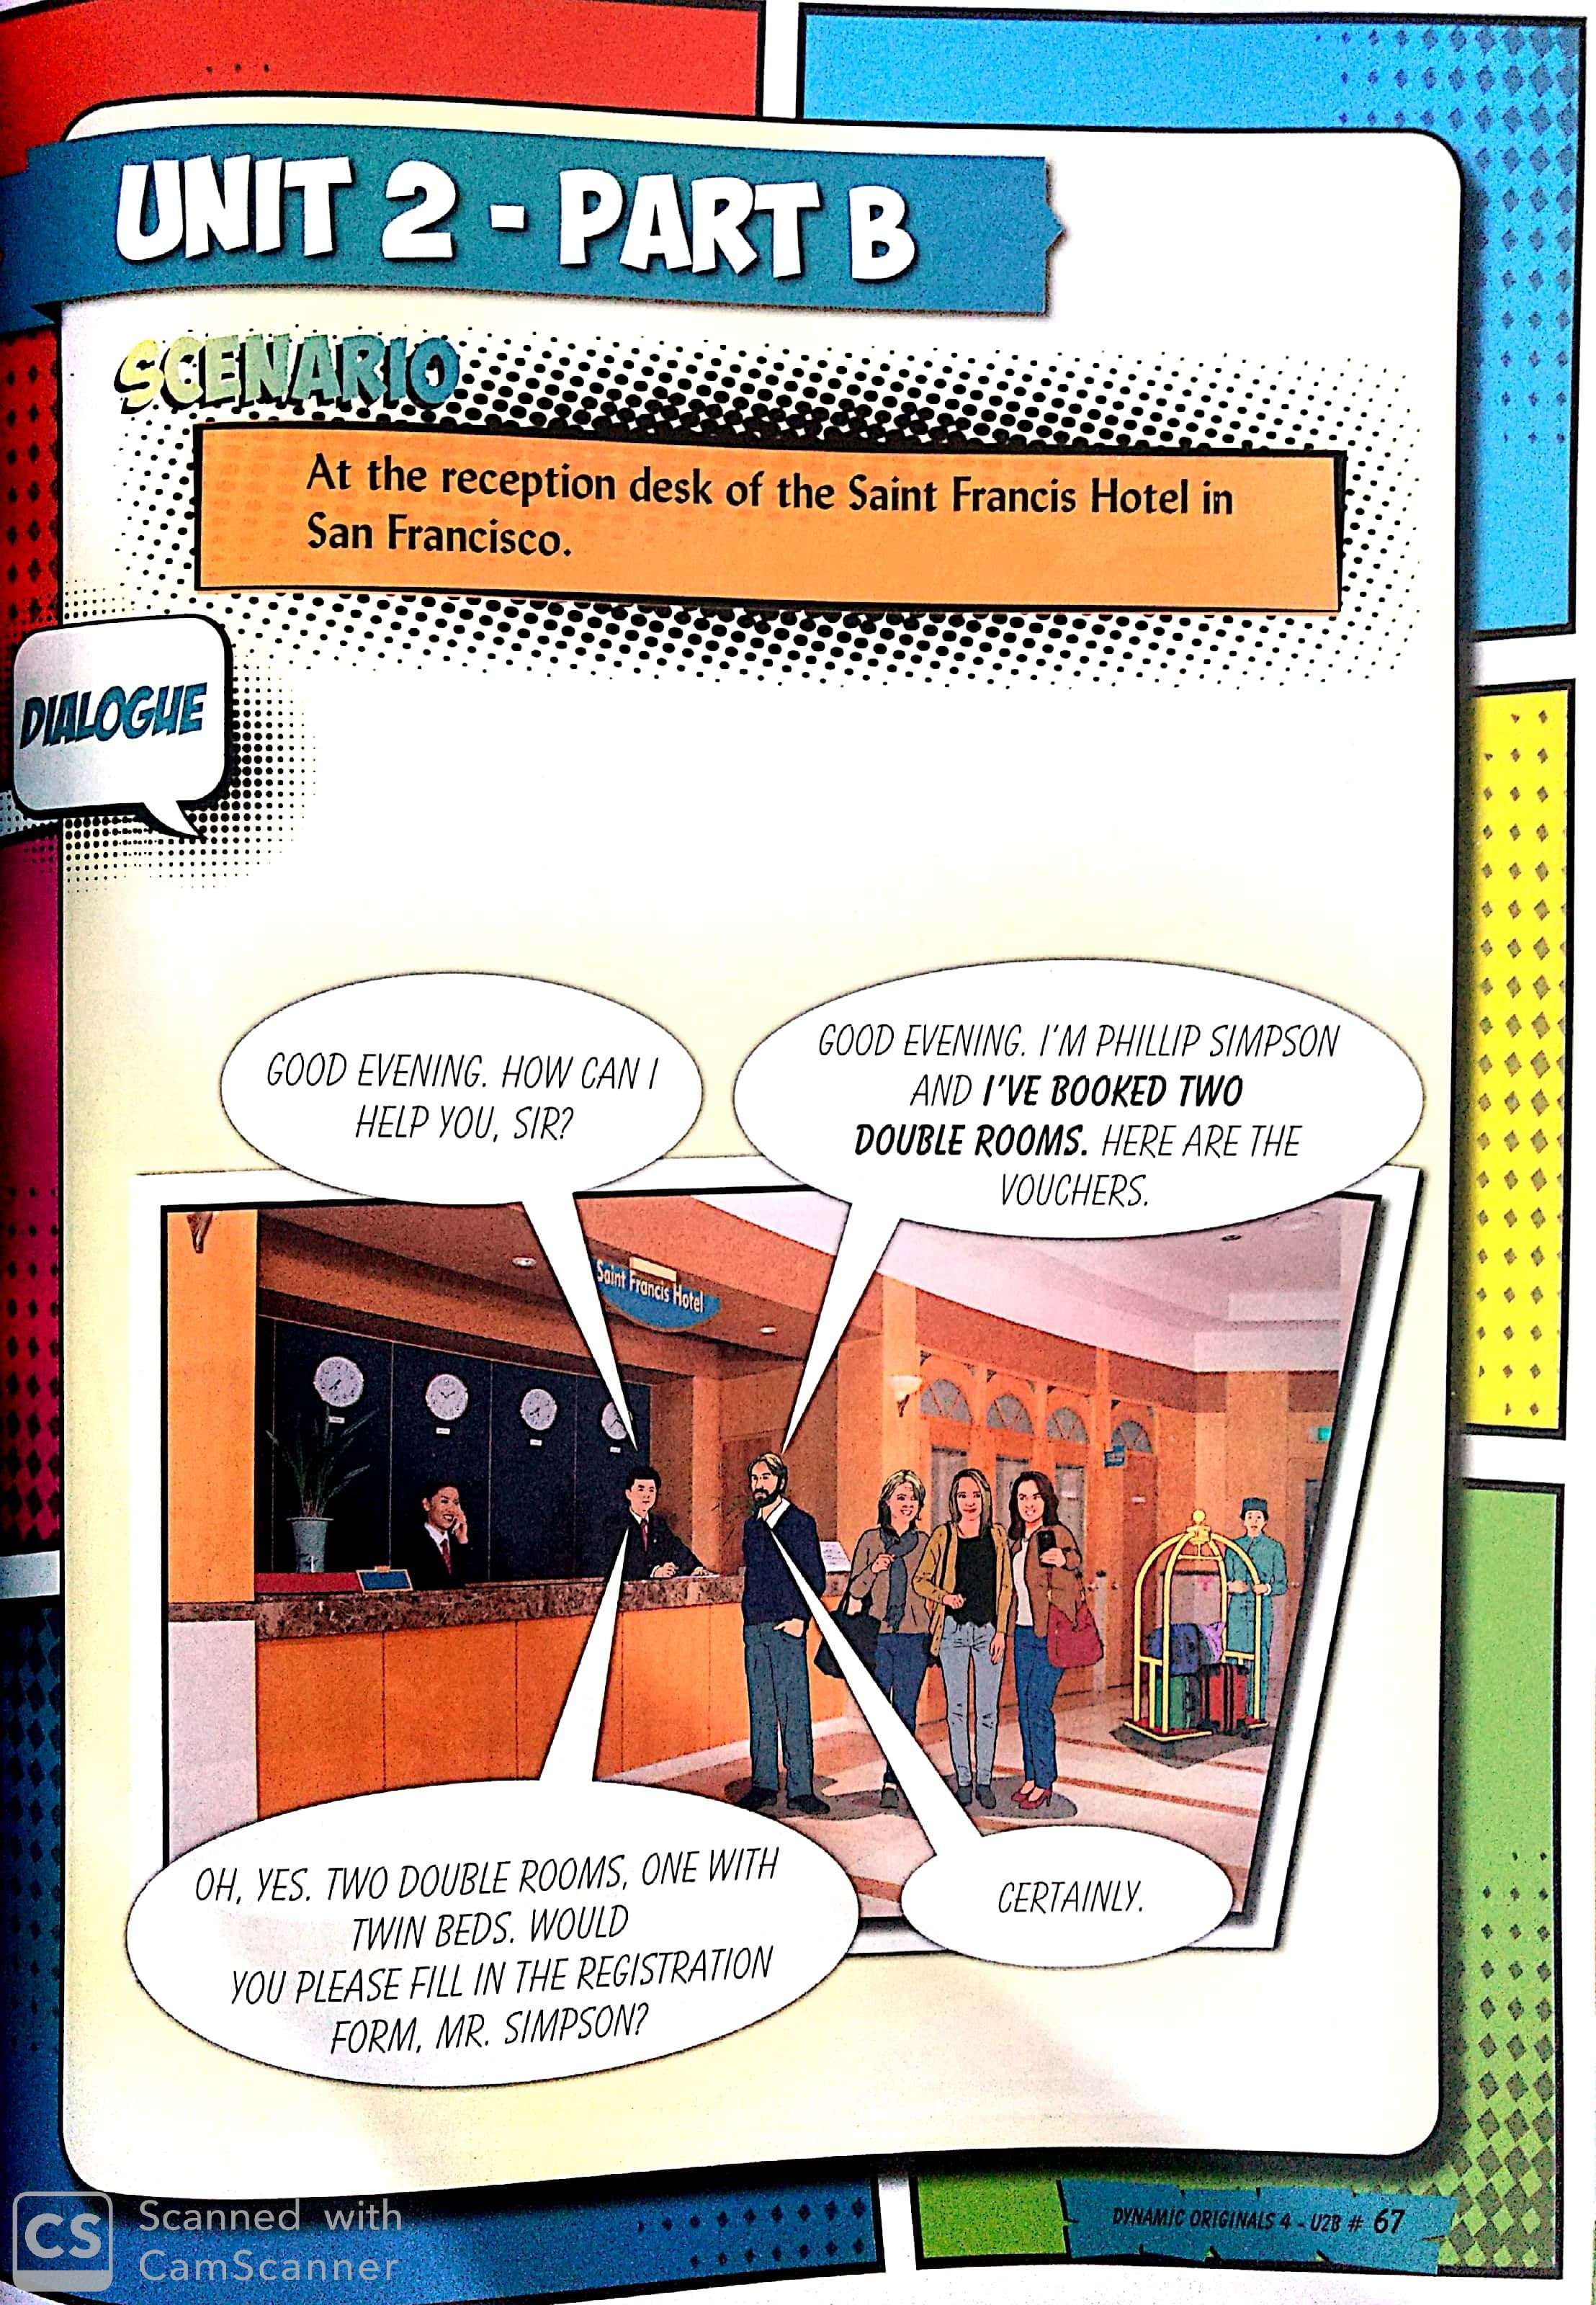 UNIT 2 - PART B
SCENARIO
At the reception desk of the Saint Francis Hotel in
San Francisco.
DIALOGUE
GOOD EVENING. HOW CAN I
HELP YOU, SIR?
GOOD EVENING. I'M PHILLIP SIMPSON
AND I'VE BOOKED TWO
DOUBLE ROOMS. HERE ARE THE
VOUCHERS.
Saint Francis Hotel
OH, YES. TWO DOUBLE ROOMS, ONE WITH
TWIN BEDS. WOULD
YOU PLEASE FILL IN THE REGISTRATION
FORM, MR. SIMPSON?
CERTAINLY.
DYNAMIC ORIGINALS 4 - U2B # 67
CS
Scanned with
CamScanner